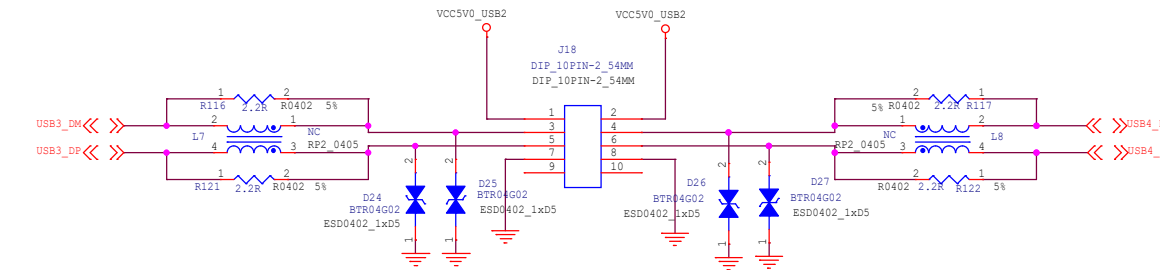 VCC5V0_USB2
VCC5V0_USB2
J18
DIP_10PIN-2_54MM
DIP_10PIN-2_54MM
1 2
R116 2.2R R0402 5%
2 1
USB3_DM
L7
NC
RP2_0405
USB3_DP
4 3
1 2
R121 2.2R R0402 5%
1 2
3 4
5 6
7 8
9 10
2 1
5% R0402 2.2R R117
1 2
USB4_
NC
RP2_0405
L8
USB4_
3 4
2 1
R0402 2.2R R122 5%
2
2
D24
BTR04G02
ESD0402_1xD5
D25
BTR04G02
ESD0402_1xD5
1
1
2
2
D26
BTR04G02
ESD0402_1xD5
D27
BTR04G02
ESD0402_1xD5
1
1